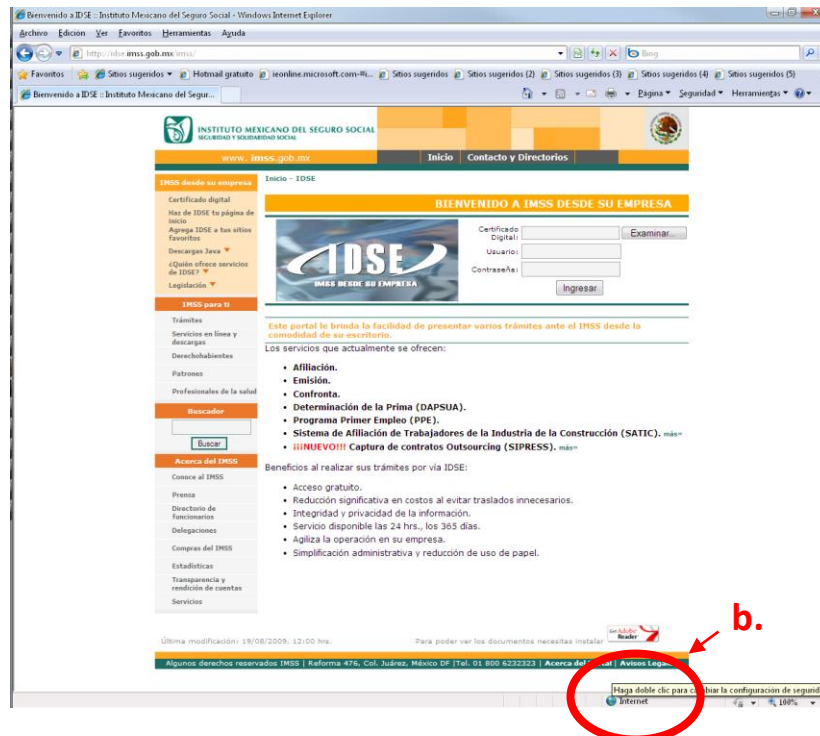 Bienvenido a IDSE :: Instituto Mexicano del Seguro Social - Windows Internet Explorer
Archivo Edición Ver Favoritos Herramientas Ayuda
http://idse.imss.gob.mx/imss/
Bing
Favoritos Sitios sugeridos Hotmail gratuito ieonline.microsoft.com-#i... Sitios sugeridos Sitios sugeridos (2) Sitios sugeridos (3) Sitios sugeridos (4) Sitios sugeridos (5)
Bienvenido a IDSE :: Instituto Mexicano del Segur...
Página Seguridad Herramientas
INSTITUTO MEXICANO DEL SEGURO SOCIAL
SEGURIDAD Y SOLIDARIDAD SOCIAL
www. imss.gob.mx
Inicio Contacto y Directorios
IMSS desde su empresa
Certificado digital
Haz de IDSE tu página de
inicio
Agrega IDSE a tus sitios
favoritos
Descargas Java
¿Quién ofrece servicios
de IDSE?
Legislación
IMSS para ti
Trámites
Servicios en línea y
descargas
Derechohabientes
Patrones
Profesionales de la salud
Buscador
Buscar
Acerca del IMSS
Conoce al IMSS
Prensa
Directorio de
funcionarios
Delegaciones
Compras del IMSS
Estadísticas
Transparencia y
rendición de cuentas
Servicios
Inicio - IDSE
BIENVENIDO A IMSS DESDE SU EMPRESA
IDSE
IMSS DESDE SU EMPRESA
Certificado
Digital:
Examinar...
Usuario:
Contraseña:
Ingresar
Este portal le brinda la facilidad de presentar varios trámites ante el IMSS desde la
comodidad de su escritorio.
Los servicios que actualmente se ofrecen:
• Afiliación.
• Emisión.
• Confronta.
• Determinación de la Prima (DAPSUA).
• Programa Primer Empleo (PPE).
• Sistema de Afiliación de Trabajadores de la Industria de la Construcción (SATIC). más»
• ¡¡¡NUEVO!!! Captura de contratos Outsourcing (SIPRESS). más»
Beneficios al realizar sus trámites por vía IDSE:
• Acceso gratuito.
• Reducción significativa en costos al evitar traslados innecesarios.
• Integridad y privacidad de la información.
• Servicio disponible las 24 hrs., los 365 días.
• Agiliza la operación en su empresa.
• Simplificación administrativa y reducción de uso de papel.
Última modificación: 19/08/2009, 12:00 hrs.
Para poder ver los documentos necesitas instalar
Get Adobe
Reader
b.
Algunos derechos reservados IMSS | Reforma 476, Col. Juárez, México DF |Tel. 01 800 6232323 | Acerca del | Avisos Legales
Haga doble clic para cambiar la configuración de segurid
Internet
100%